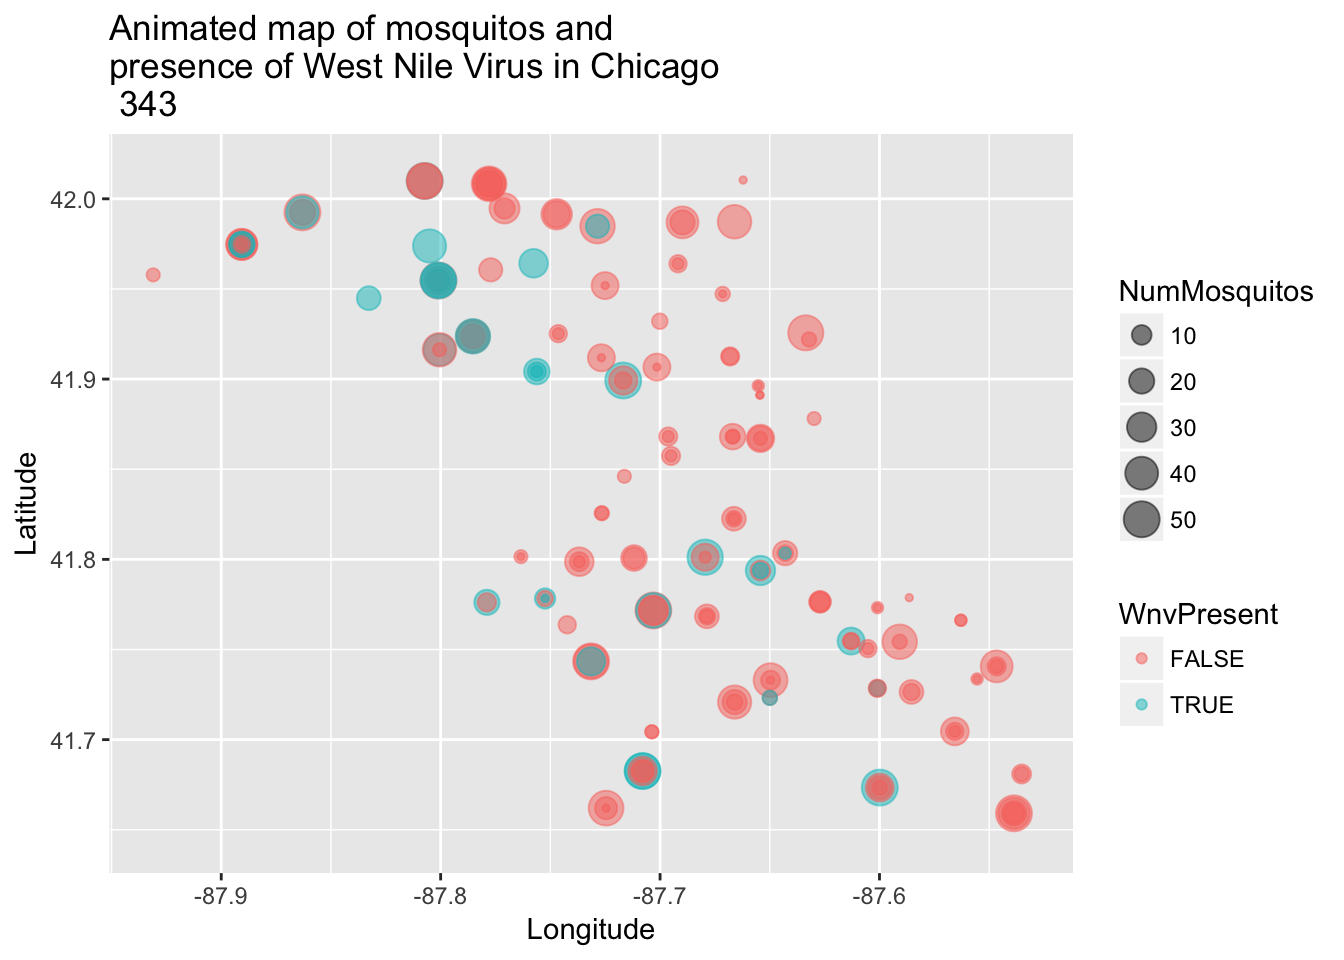 Animated map of mosquitos and
presence of West Nile Virus in Chicago
343
42.0
41.9
41.8
41.7
Latitude
-87.9
-87.8
-87.7
-87.6
Longitude
NumMosquitos
10
20
30
40
50
WnvPresent
FALSE
TRUE